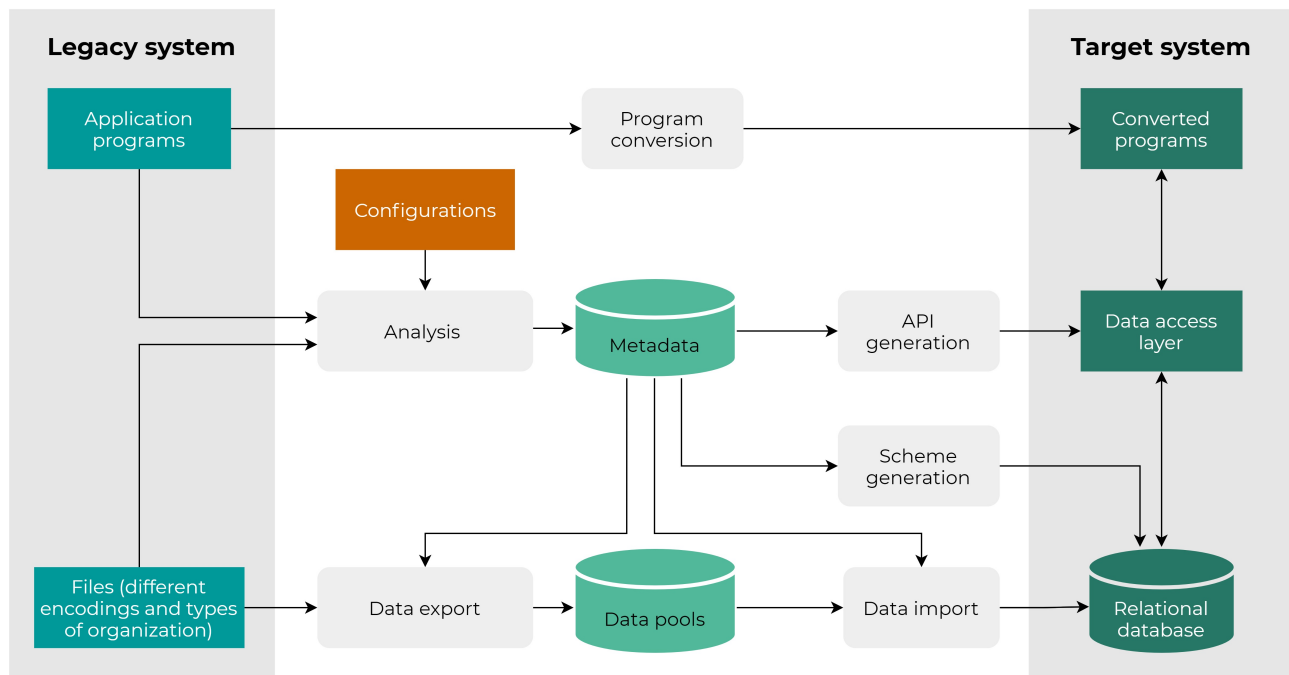 Legacy system
Target system
Application
programs
Program
conversion
Converted
programs
Configurations
Analysis
Metadata
API
generation
Data access
layer
Scheme
generation
Files (different
encodings and types
of organization)
Data export
Data pools
Data import
Relational
database